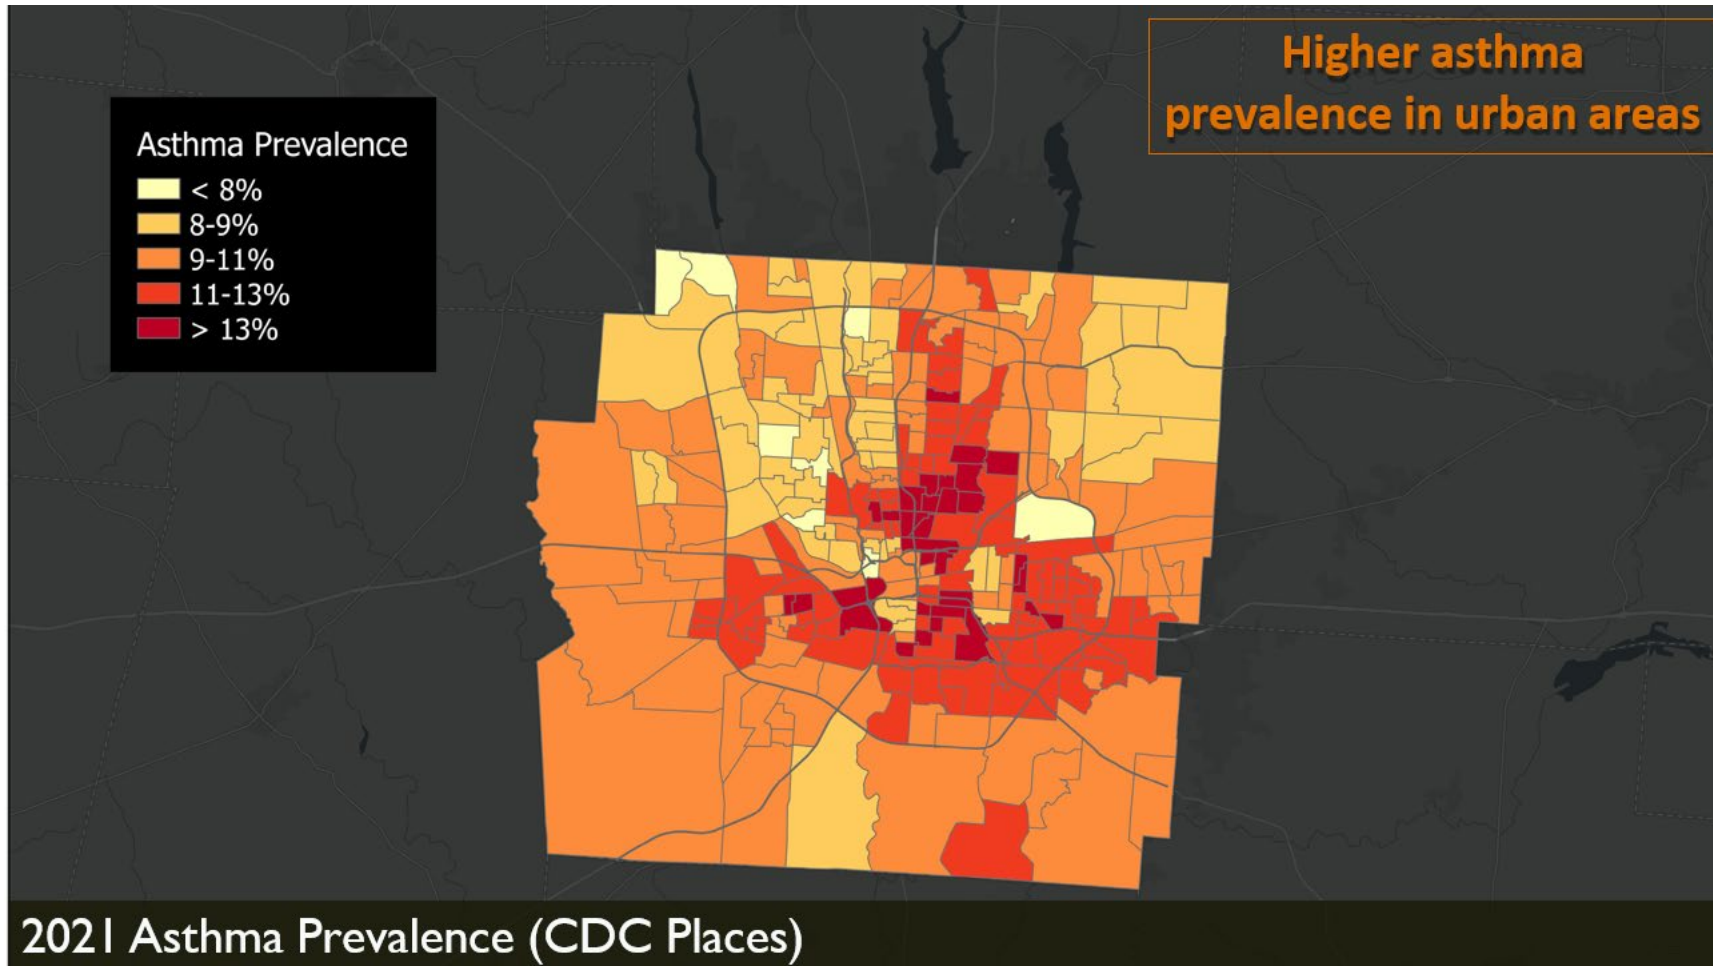 Higher asthma
prevalence in urban areas
Asthma Prevalence
< 8%
8-9%
9-11%
11-13%
> 13%
2021 Asthma Prevalence (CDC Places)